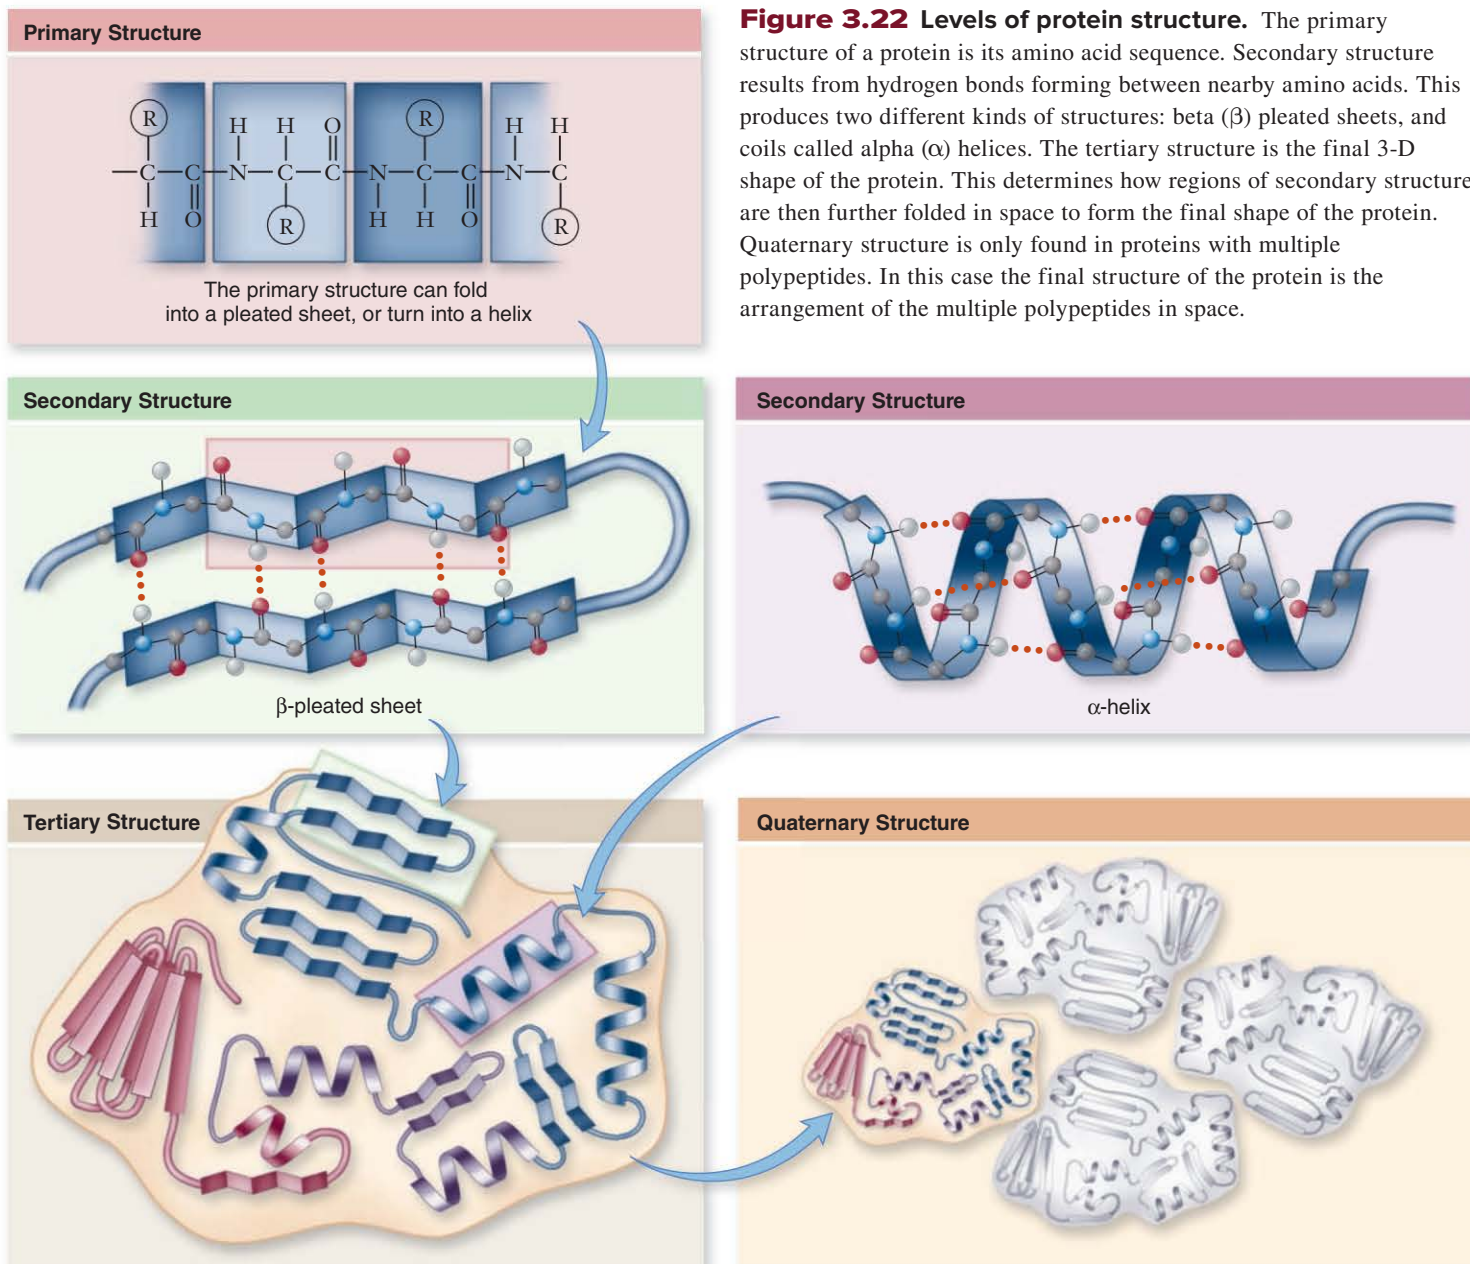 Primary Structure
R
H
H
O
R
H
H
C
C
N
C
C
N
C
C
N
C
H
O
R
H
H
O
R
The primary structure can fold
into a pleated sheet, or turn into a helix
Figure 3.22 Levels of protein structure. The primary
structure of a protein is its amino acid sequence. Secondary structure
results from hydrogen bonds forming between nearby amino acids. This
produces two different kinds of structures: beta (β) pleated sheets, and
coils called alpha (α) helices. The tertiary structure is the final 3-D
shape of the protein. This determines how regions of secondary structure
are then further folded in space to form the final shape of the protein.
Quaternary structure is only found in proteins with multiple
polypeptides. In this case the final structure of the protein is the
arrangement of the multiple polypeptides in space.
Secondary Structure
β-pleated sheet
Secondary Structure
α-helix
Tertiary Structure
Quaternary Structure